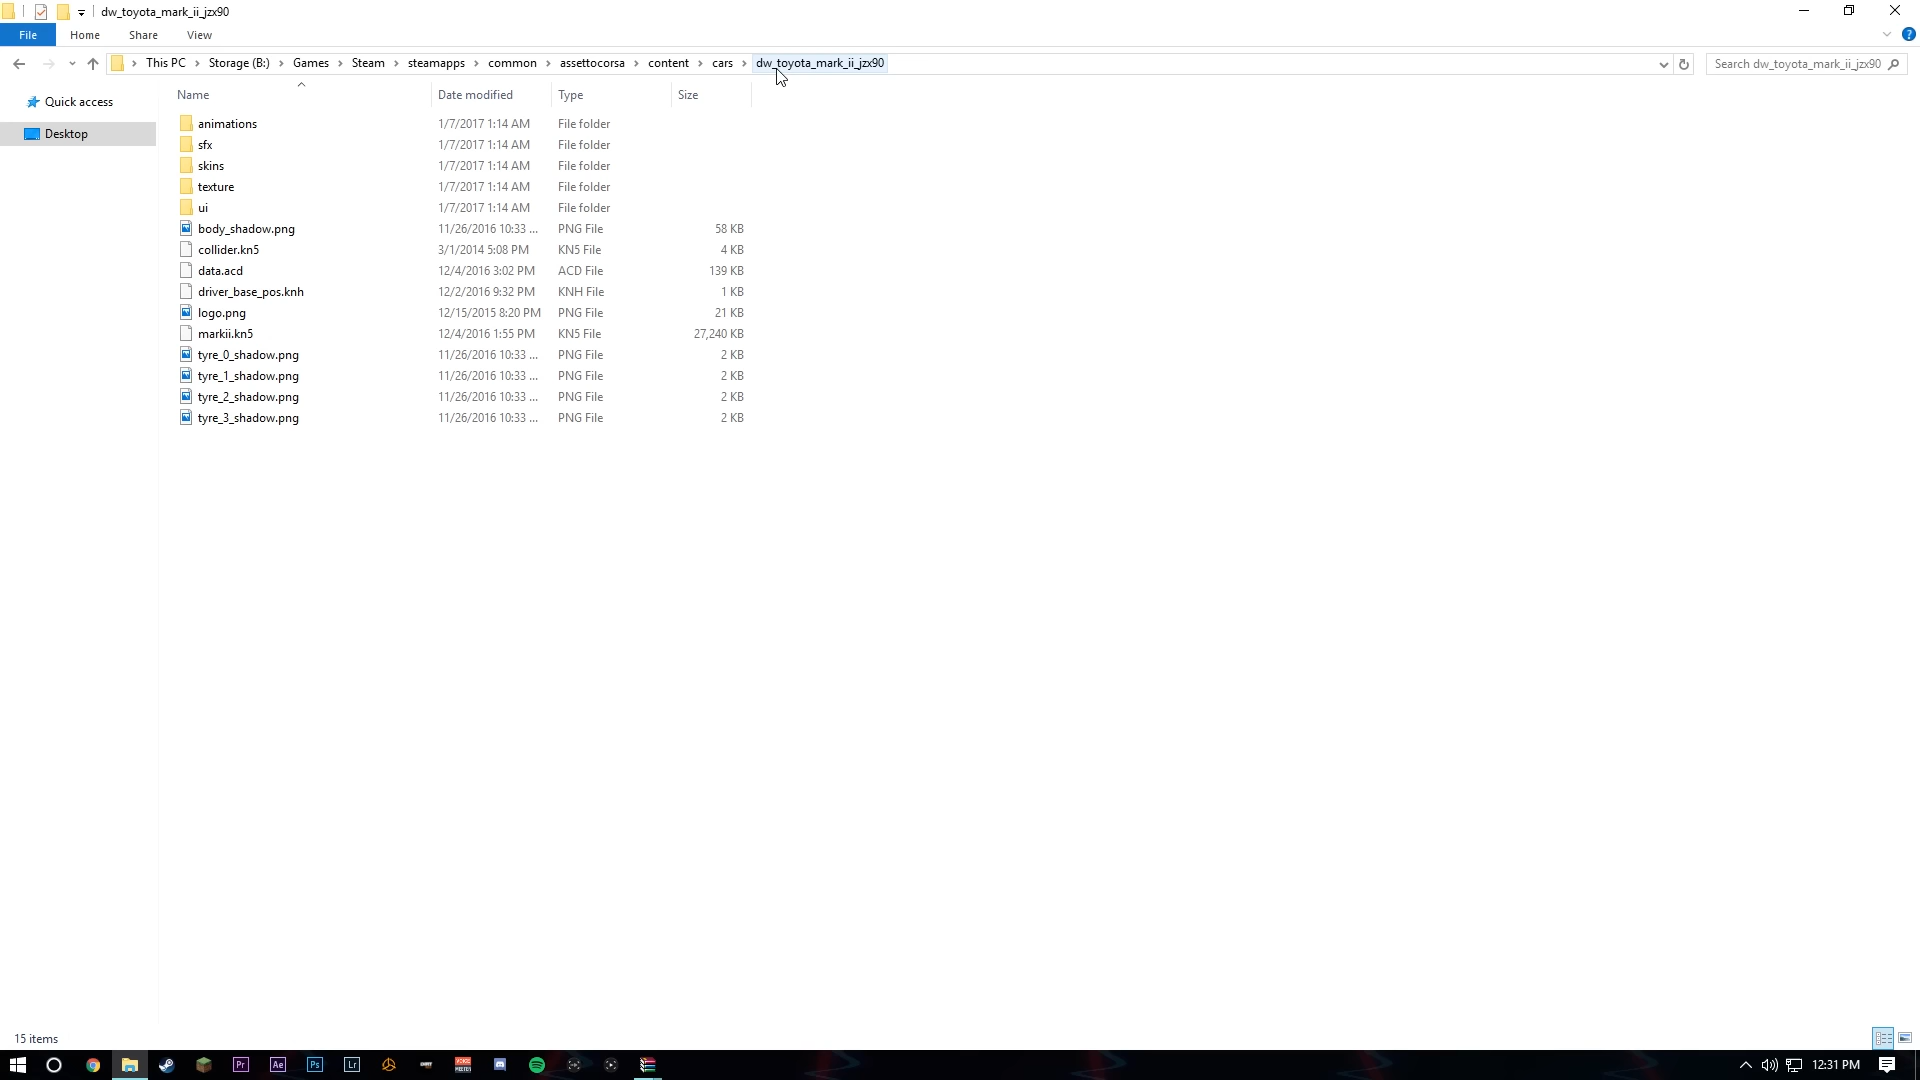 dw_toyota_mark_ii_jzx90
File Home Share View
This PC Storage (B:) Games Steam steamapps common assettocorsa content cars dw_toyota_mark_ii_jzx90 Search dw_toyota_mark_ii_jzx90
Quick access
Desktop
Name Date modified Type Size
animations 1/7/2017 1:14 AM File folder
sfx 1/7/2017 1:14 AM File folder
skins 1/7/2017 1:14 AM File folder
texture 1/7/2017 1:14 AM File folder
ui 1/7/2017 1:14 AM File folder
body_shadow.png 11/26/2016 10:33 ... PNG File 58 KB
collider.kn5 3/1/2014 5:08 PM KN5 File 4 KB
data.acd 12/4/2016 3:02 PM ACD File 139 KB
driver_base_pos.knh 12/2/2016 9:32 PM KNH File 1 KB
logo.png 12/15/2015 8:20 PM PNG File 21 KB
markii.kn5 12/4/2016 1:55 PM KN5 File 27,240 KB
tyre_0_shadow.png 11/26/2016 10:33 ... PNG File 2 KB
tyre_1_shadow.png 11/26/2016 10:33 ... PNG File 2 KB
tyre_2_shadow.png 11/26/2016 10:33 ... PNG File 2 KB
tyre_3_shadow.png 11/26/2016 10:33 ... PNG File 2 KB
15 items
Pr Ae Ps Lr 12:31 PM